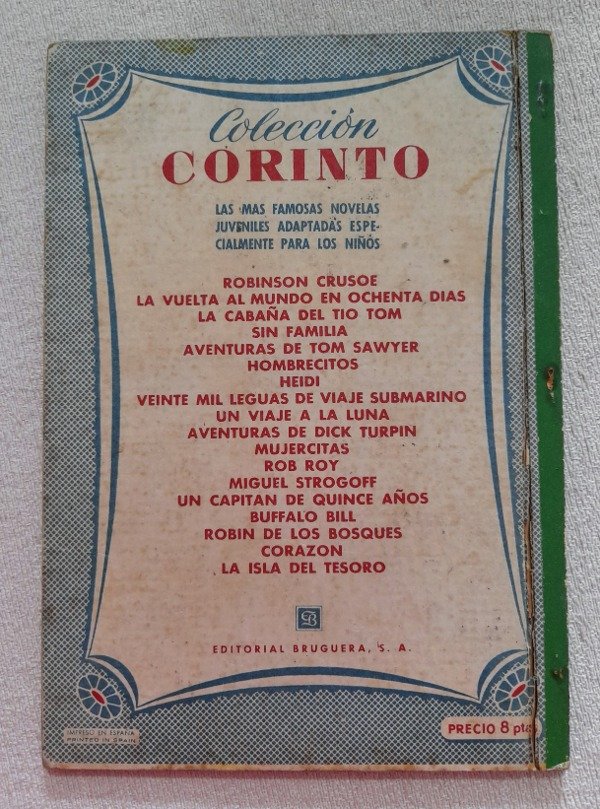 Colección
CORINTO
LAS MAS FAMOSAS NOVELAS
JUVENILES ADAPTADAS ESPE-
CIALMENTE PARA LOS NIÑOS
ROBINSON CRUSOE
LA VUELTA AL MUNDO EN OCHENTA DIAS
LA CABAÑA DEL TIO TOM
SIN FAMILIA
AVENTURAS DE TOM SAWYER
HOMBRECITOS
HEIDI
VEINTE MIL LEGUAS DE VIAJE SUBMARINO
UN VIAJE A LA LUNA
AVENTURAS DE DICK TURPIN
MUJERCITAS
ROB ROY
MIGUEL STROGOFF
UN CAPITAN DE QUINCE AÑOS
BUFFALO BILL
ROBIN DE LOS BOSQUES
CORAZON
LA ISLA DEL TESORO
EDITORIAL BRUGUERA, S. A.
IMPRESO EN ESPAÑA
PRINTED IN SPAIN
PRECIO 8 ptas